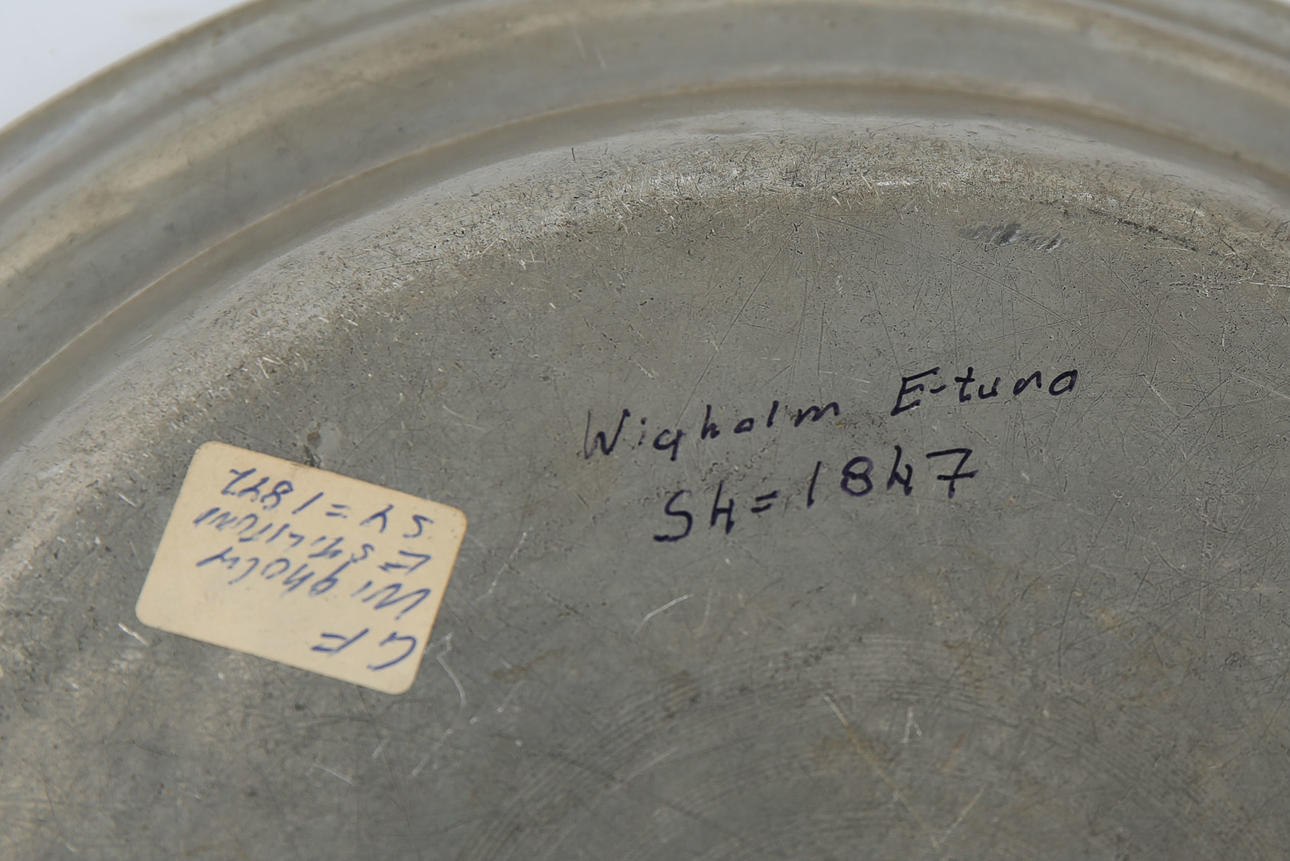 Wigholm E-tuna
S4=1847
GF
Wigholm
ESKILSTUNA
S4=1847